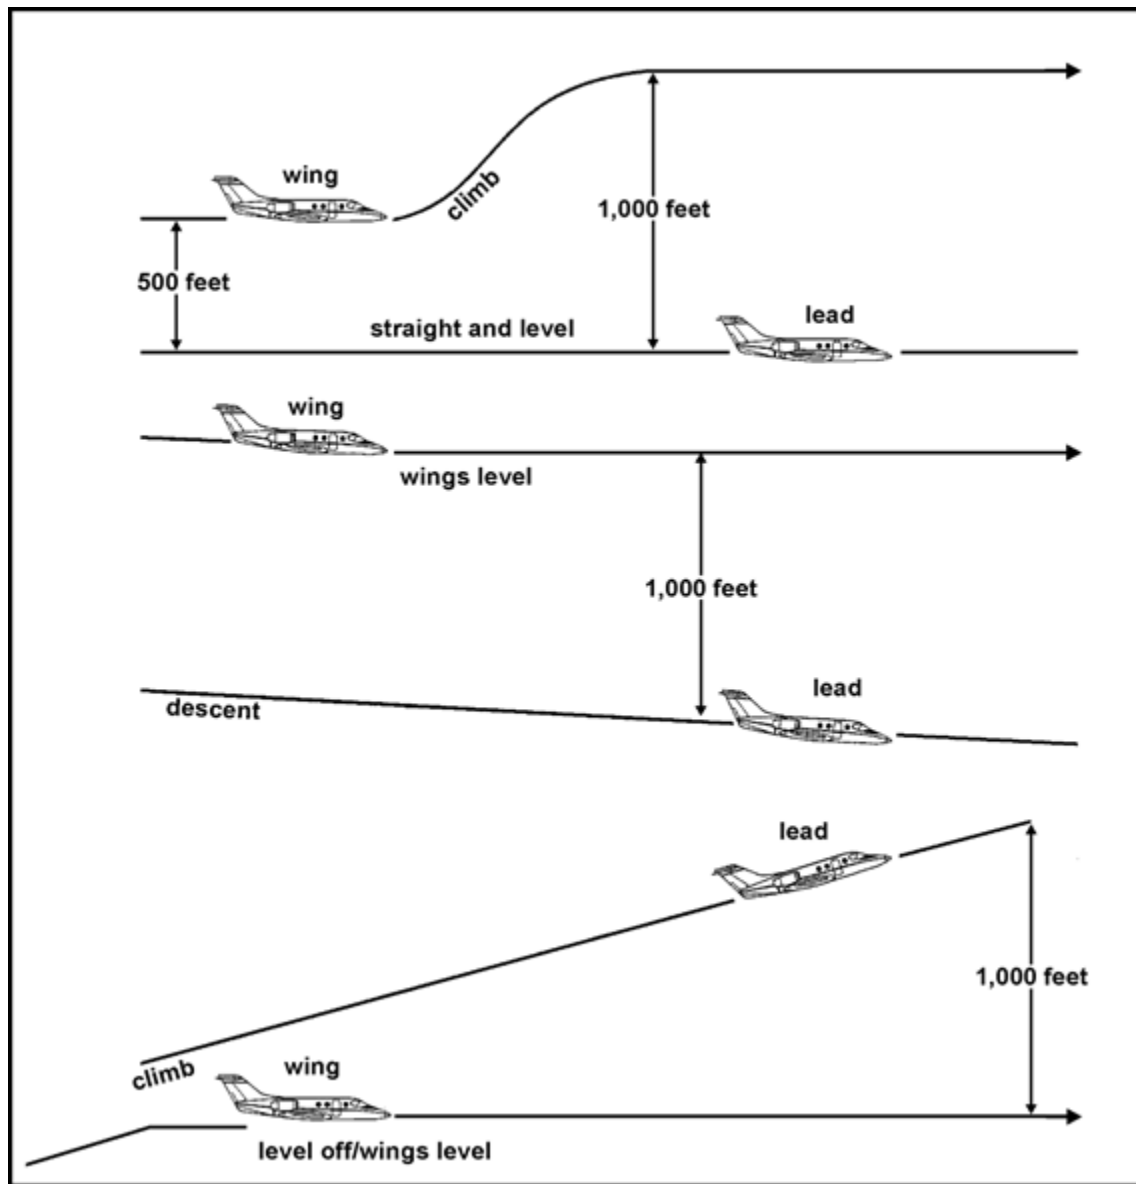 wing
climb
1,000 feet
500 feet
straight and level
lead
wing
wings level
1,000 feet
descent
lead
lead
1,000 feet
climb
wing
level off/wings level